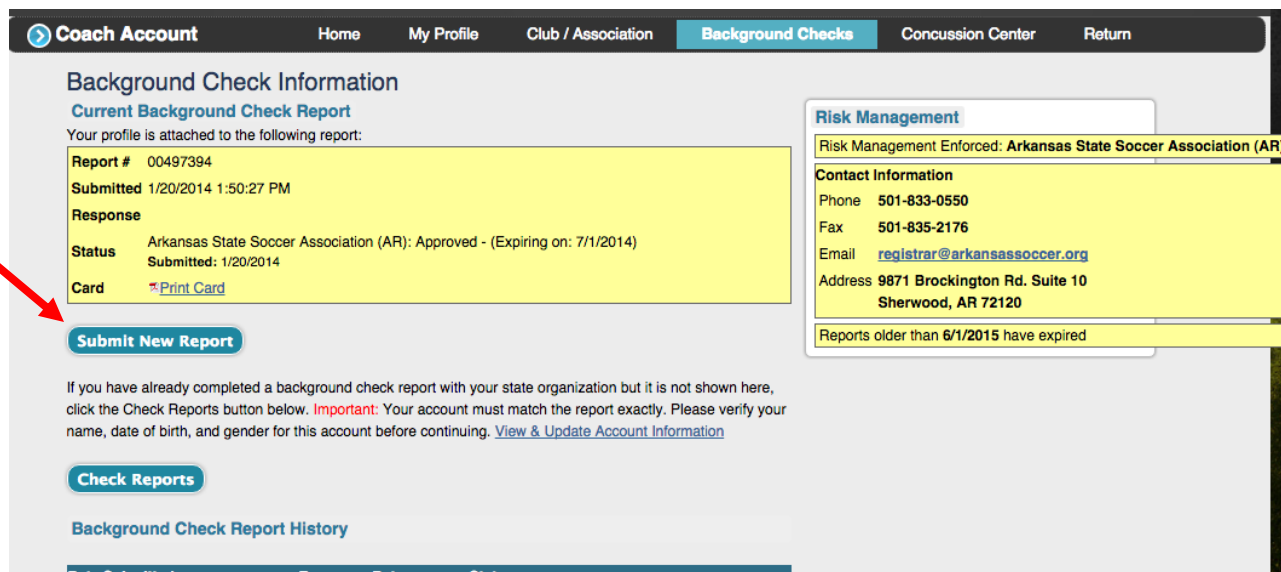 Coach Account Home My Profile Club / Association Background Checks Concussion Center Return
Background Check Information
Current Background Check Report
Your profile is attached to the following report:
Report # 00497394
Submitted 1/20/2014 1:50:27 PM
Response
Status Arkansas State Soccer Association (AR): Approved - (Expiring on: 7/1/2014)
Submitted: 1/20/2014
Card Print Card
Submit New Report
If you have already completed a background check report with your state organization but it is not shown here,
click the Check Reports button below. Important: Your account must match the report exactly. Please verify your
name, date of birth, and gender for this account before continuing. View & Update Account Information
Check Reports
Background Check Report History
Risk Management
Risk Management Enforced: Arkansas State Soccer Association (AR)
Contact Information
Phone 501-833-0550
Fax 501-835-2176
Email registrar@arkansassoccer.org
Address 9871 Brockington Rd. Suite 10
Sherwood, AR 72120
Reports older than 6/1/2015 have expired